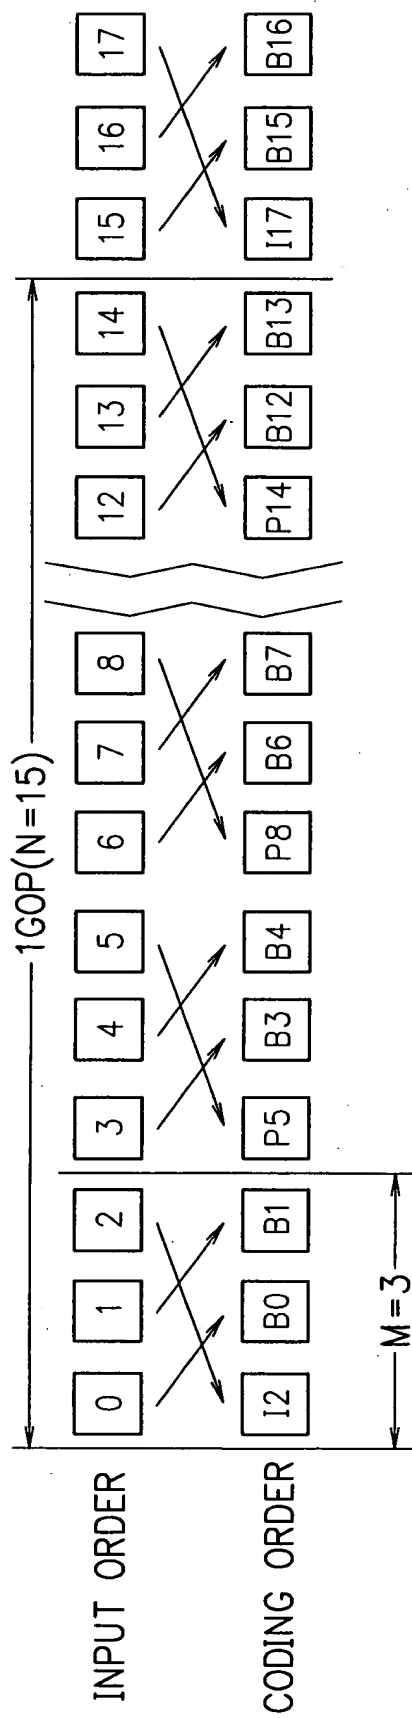 1GOP(N=15)
INPUT ORDER 0 1 2 3 4 5 6 7 8 12 13 14 15 16 17
CODING ORDER I2 B0 B1 P5 B3 B4 P8 B6 B7 P14 B12 B13 I17 B15 B16
M=3